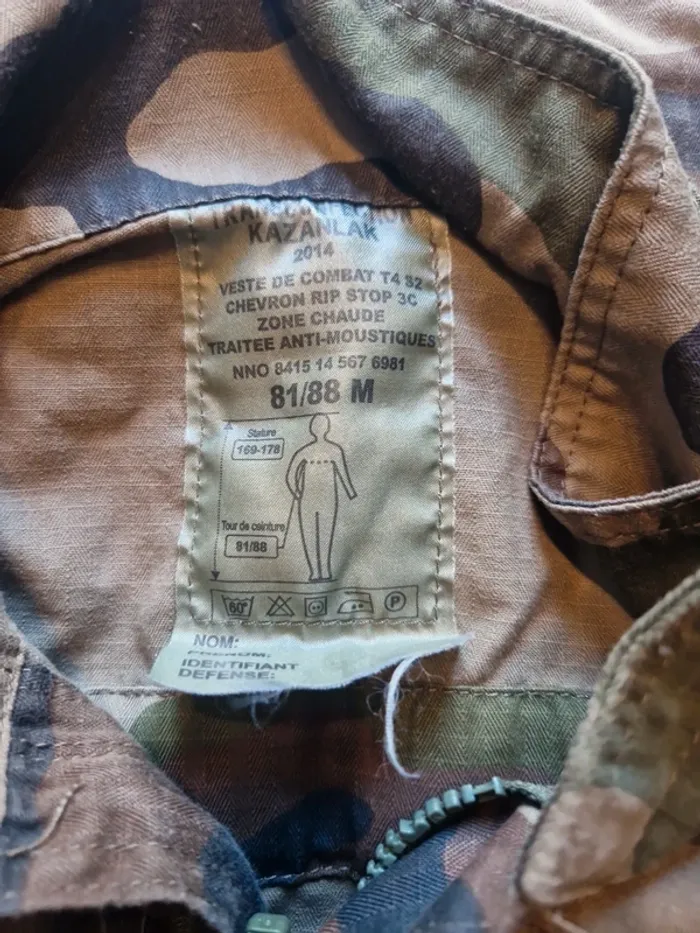 KAZANLAK
2014
VESTE DE COMBAT T4 S2
CHEVRON RIP STOP 3C
ZONE CHAUDE
TRAITEE ANTI-MOUSTIQUES
NNO 8415 14 567 6981
81/88 M
Stature
169-178
Tour de ceinture
81/88
60°
P
NOM:
PRENOM:
IDENTIFIANT
DEFENSE: